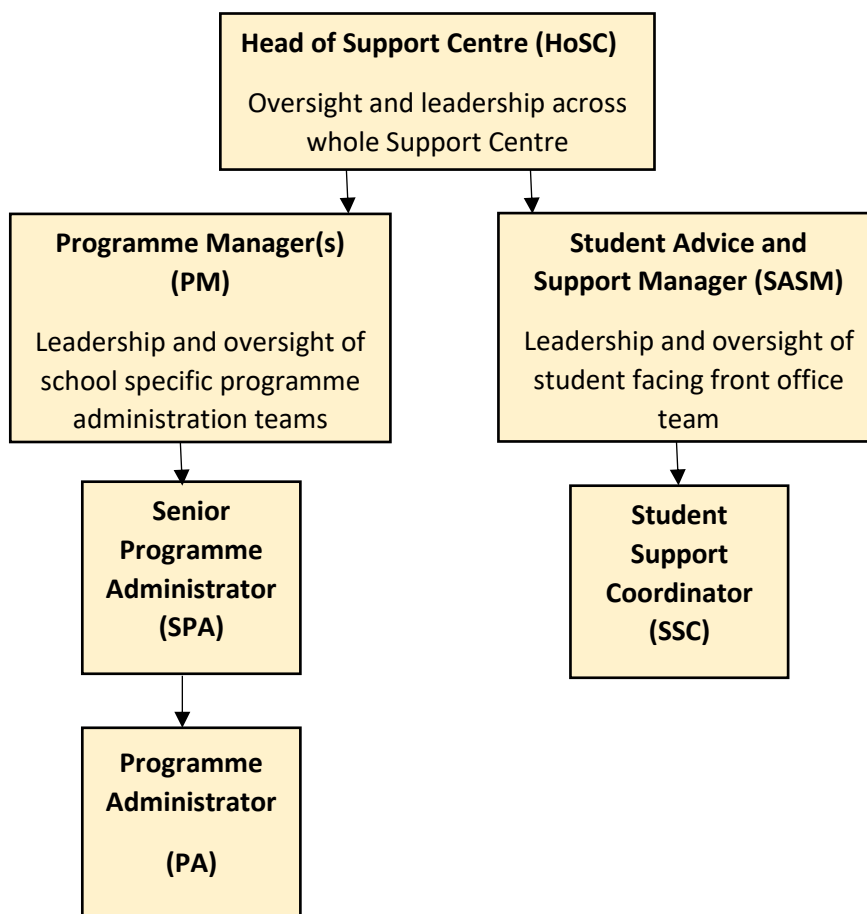 Head of Support Centre (HoSC)
Oversight and leadership across
whole Support Centre
Programme Manager(s)
(PM)
Leadership and oversight of
school specific programme
administration teams
Student Advice and
Support Manager (SASM)
Leadership and oversight of
student facing front office
team
Senior
Programme
Administrator
(SPA)
Student
Support
Coordinator
(SSC)
Programme
Administrator
(PA)